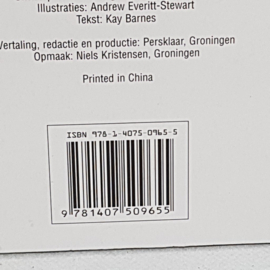 Illustraties: Andrew Everitt-Stewart
Tekst: Kay Barnes
Vertaling, redactie en productie: Persklaar, Groningen
Opmaak: Niels Kristensen, Groningen
Printed in China
ISBN 978-1-4075-0965-5
9 781407 509655